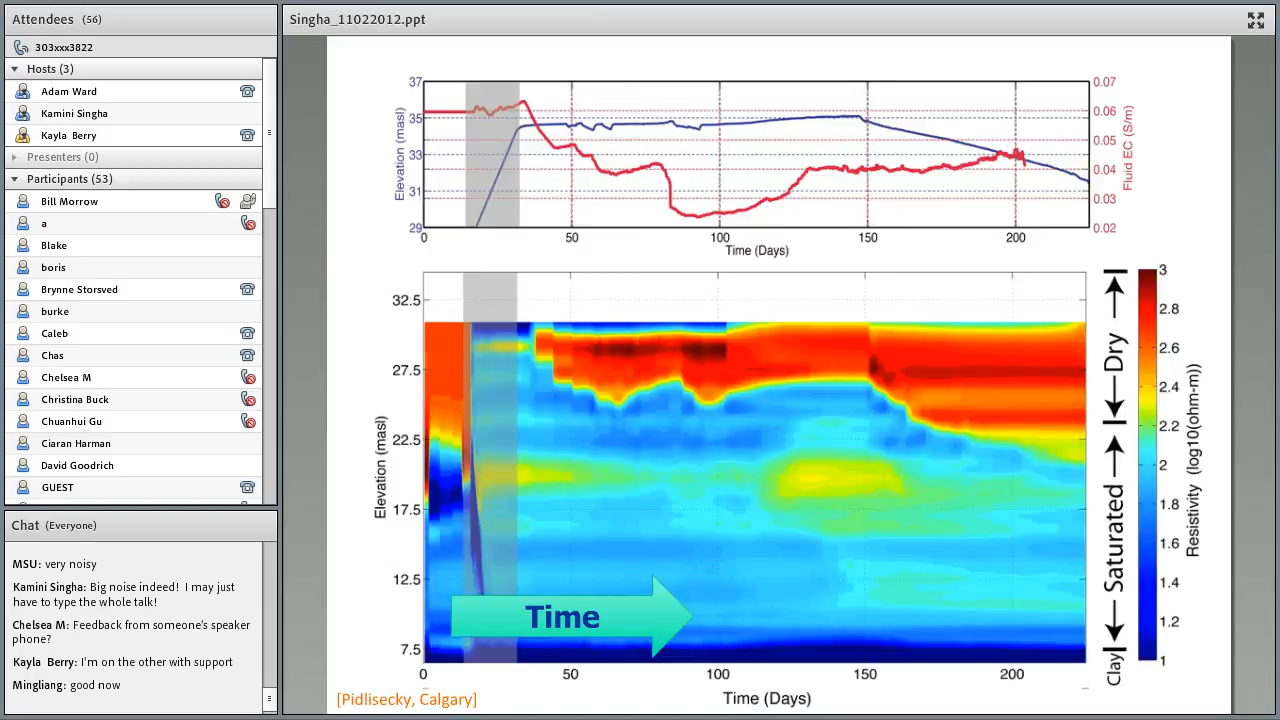 Attendees (56)
303xxx3822
Hosts (3)
Adam Ward
Kamini Singha
Kayla Berry
Presenters (0)
Participants (53)
Bill Morrow
a
Blake
boris
Brynne Storsved
burke
Caleb
Chas
Chelsea M
Christina Buck
Chuanhui Gu
Ciaran Harman
David Goodrich
GUEST
Chat (Everyone)
MSU: very noisy
Kamini Singha: Big noise indeed! I may just
have to type the whole talk!
Chelsea M: Feedback from someone's speaker
phone?
Kayla Berry: I'm on the other with support
Mingliang: good now
Singha_11022012.ppt
37
35
33
31
29
Elevation (masl)
0.07
0.06
0.05
0.04
0.03
0.02
Fluid EC (S/m)
0 50 100 150 200
Time (Days)
32.5
27.5
22.5
17.5
12.5
7.5
Elevation (masl)
Time
0 50 100 150 200
Time (Days)
[Pidlisecky, Calgary]
Dry
Saturated
Clay
3
2.8
2.6
2.4
2.2
2
1.8
1.6
1.4
1.2
1
Resistivity (log10(ohm-m))